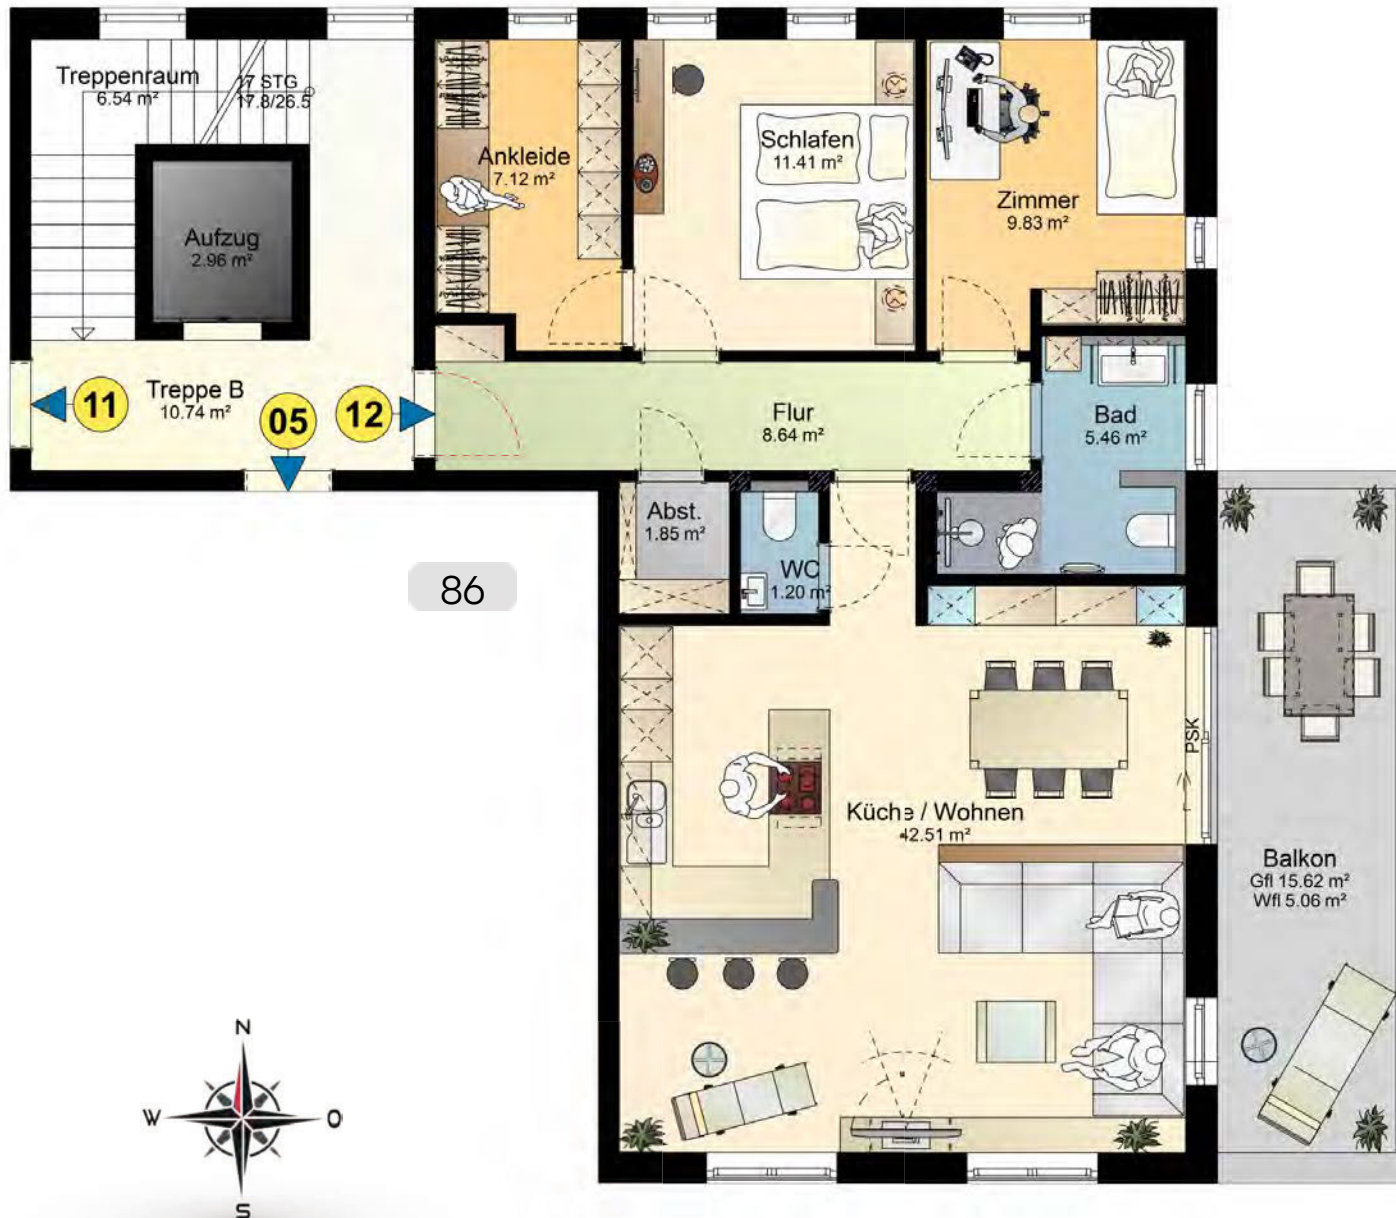 Treppenraum
6.54 m²
17 STG
17.8/26.5
Ankleide
7.12 m²
Schlafen
11.41 m²
Zimmer
9.83 m²
Aufzug
2.96 m²
Treppe B
10.74 m²
11
05
12
Flur
8.64 m²
Bad
5.46 m²
Abst.
1.85 m²
WC
1.20 m²
86
PSK
Küche / Wohnen
42.51 m²
Balkon
Gfl 15.62 m²
Wfl 5.06 m²
N
W
O
S